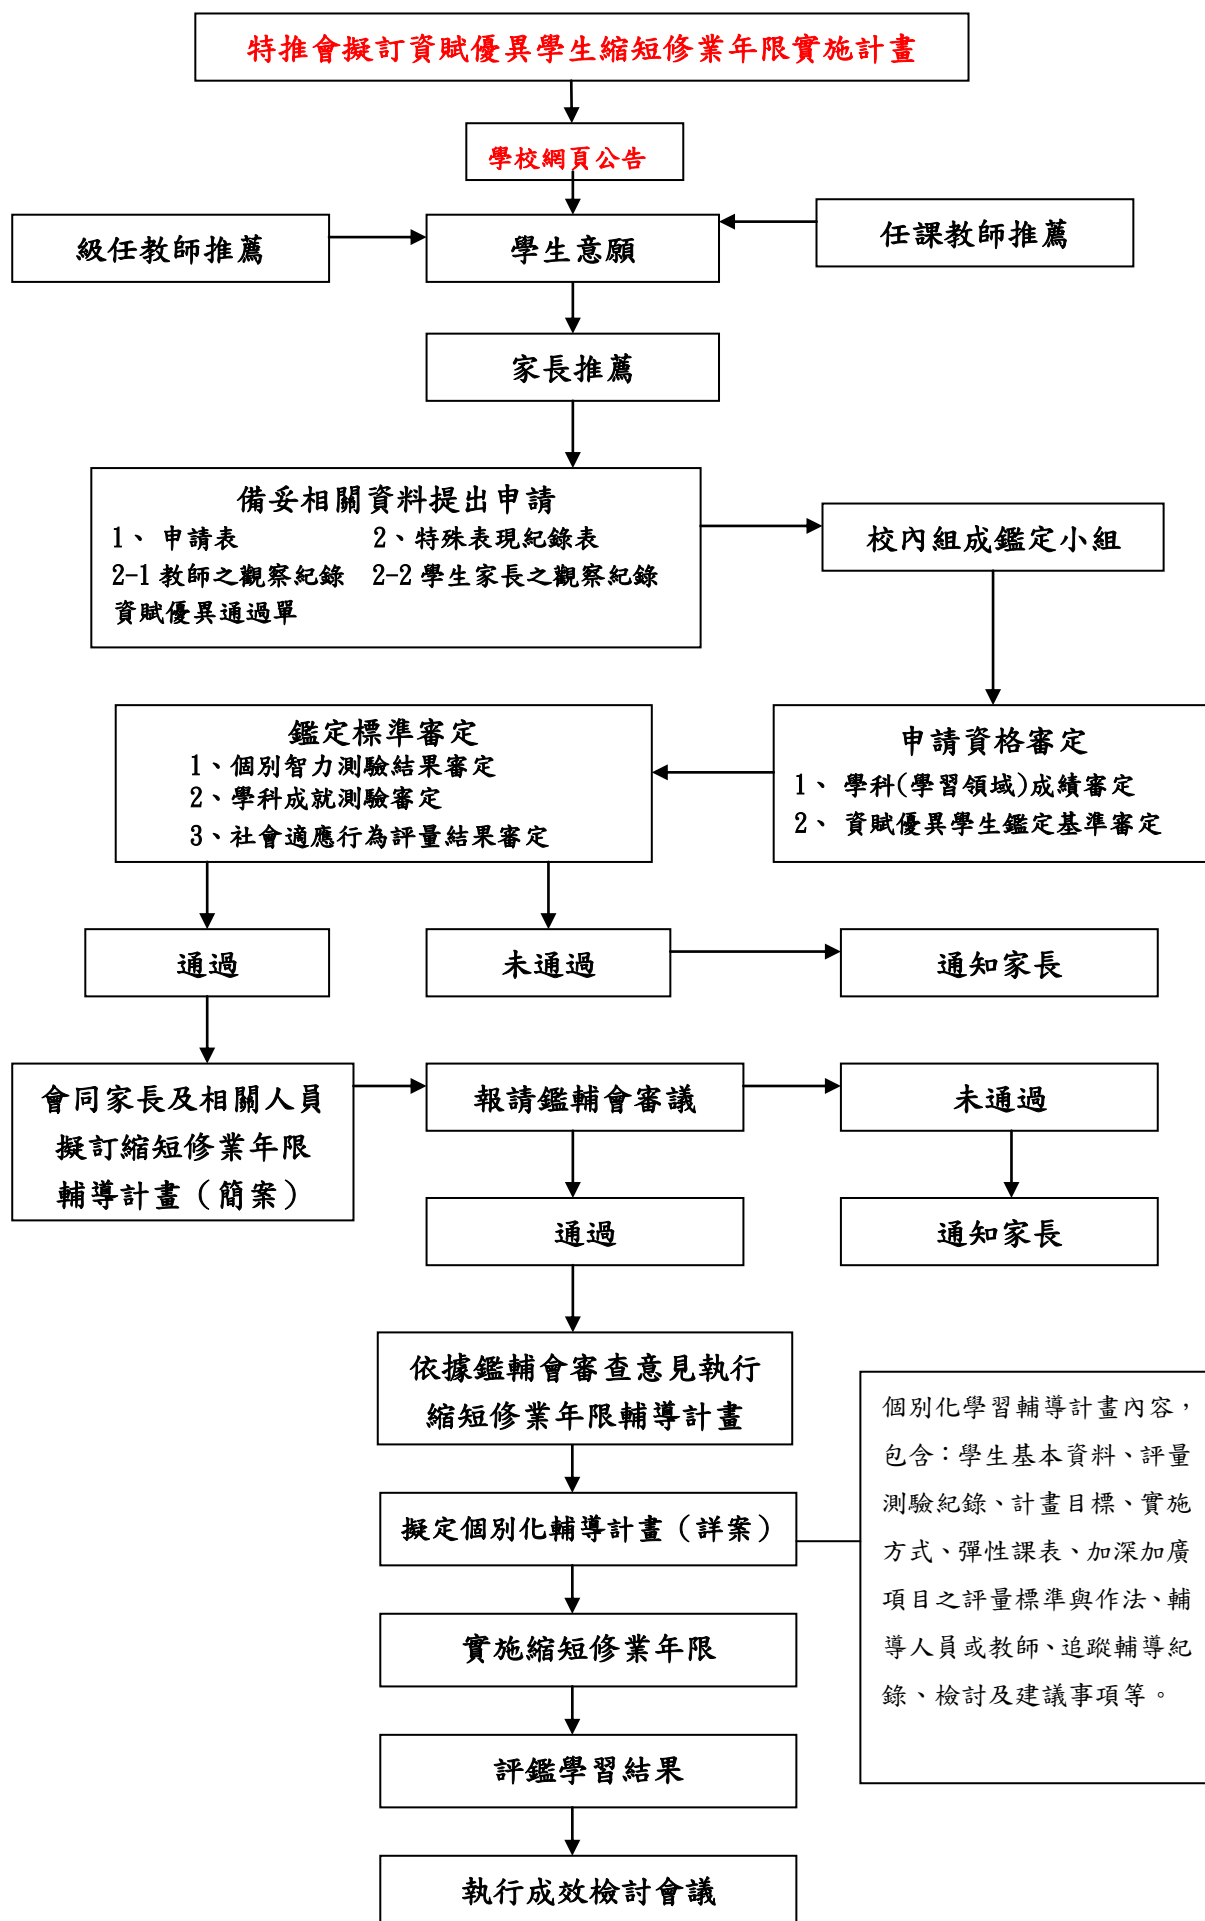 特推會擬訂資賦優異學生縮短修業年限實施計畫
學校網頁公告
級任教師推薦
學生意願
任課教師推薦
家長推薦
備妥相關資料提出申請
1、 申請表 2、特殊表現紀錄表
2-1 教師之觀察紀錄 2-2 學生家長之觀察紀錄
資賦優異通過單
校內組成鑑定小組
申請資格審定
1、 學科(學習領域)成績審定
2、 資賦優異學生鑑定基準審定
鑑定標準審定
1、個別智力測驗結果審定
2、學科成就測驗審定
3、社會適應行為評量結果審定
通過
未通過
通知家長
會同家長及相關人員
擬訂縮短修業年限
輔導計畫（簡案）
報請鑑輔會審議
未通過
通過
通知家長
依據鑑輔會審查意見執行
縮短修業年限輔導計畫
擬定個別化輔導計畫（詳案）
個別化學習輔導計畫內容，
包含：學生基本資料、評量
測驗紀錄、計畫目標、實施
方式、彈性課表、加深加廣
項目之評量標準與作法、輔
導人員或教師、追蹤輔導紀
錄、檢討及建議事項等。
實施縮短修業年限
評鑑學習結果
執行成效檢討會議